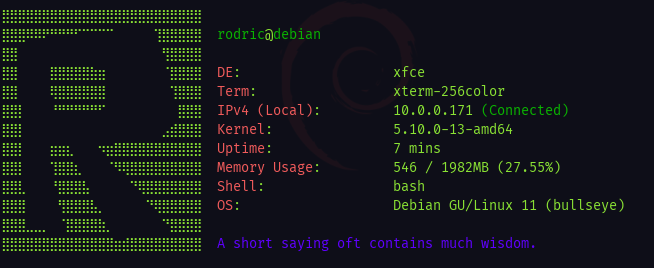 rodric@debian
DE: xfce
Term: xterm-256color
IPv4 (Local): 10.0.0.171 (Connected)
Kernel: 5.10.0-13-amd64
Uptime: 7 mins
Memory Usage: 546 / 1982MB (27.55%)
Shell: bash
OS: Debian GU/Linux 11 (bullseye)
A short saying oft contains much wisdom.